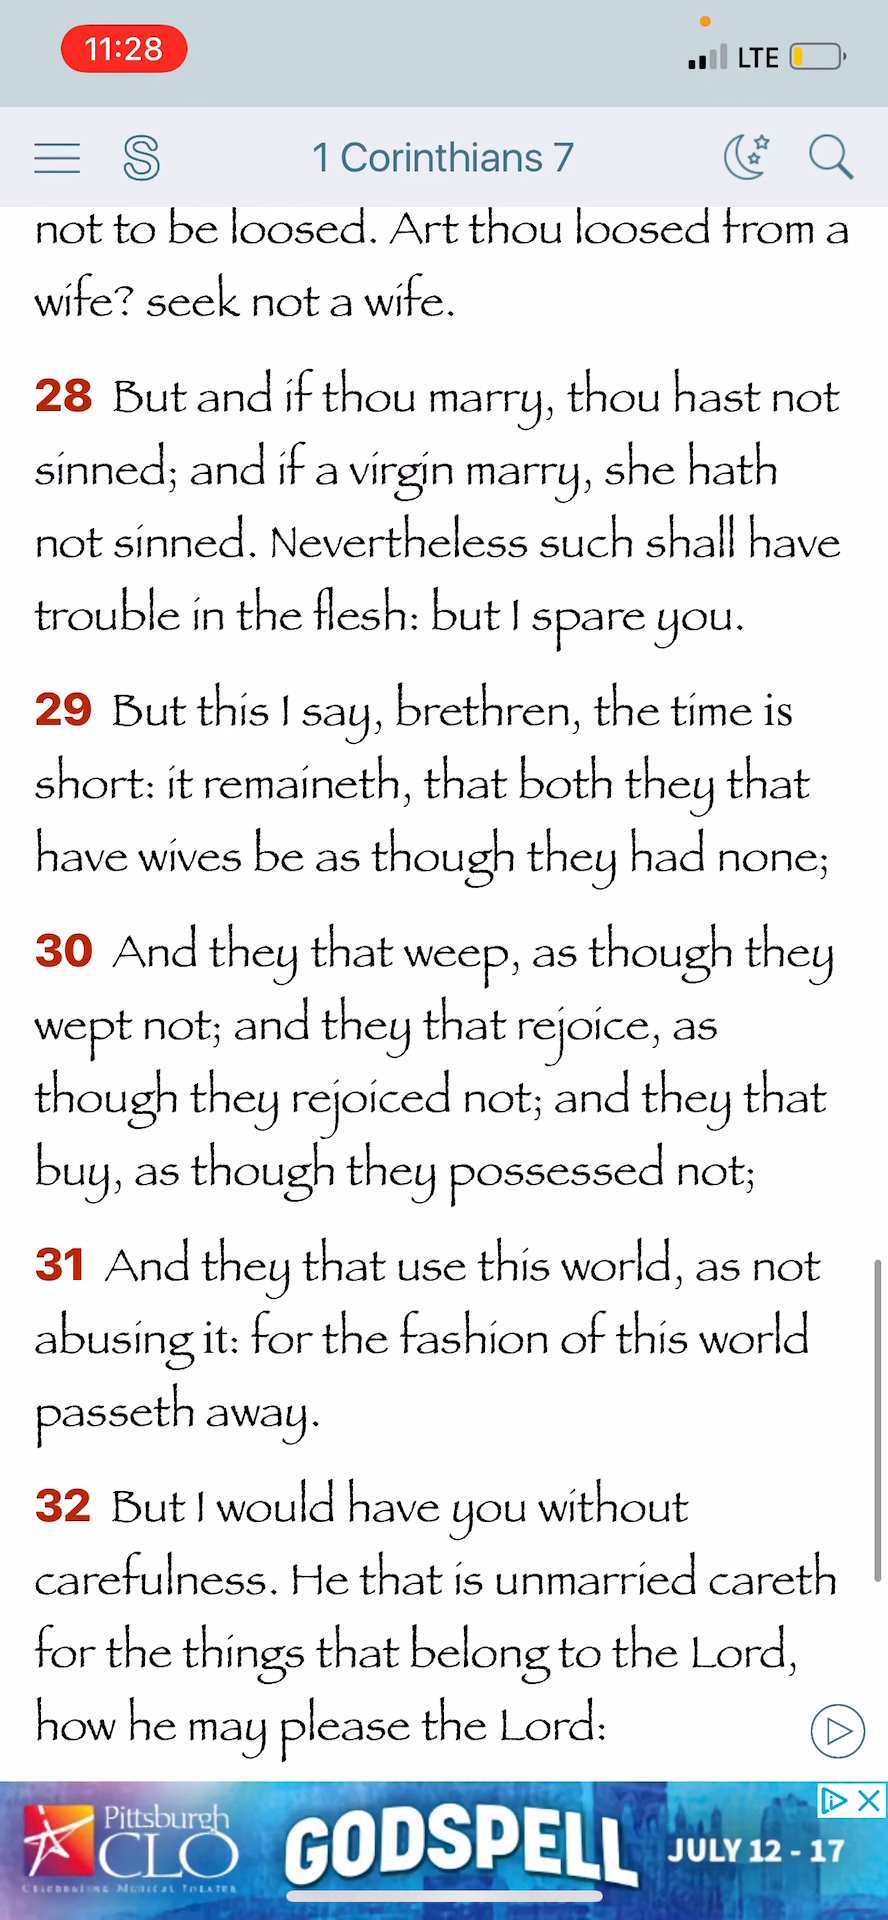 11:28
LTE
1 Corinthians 7
not to be loosed. Art thou loosed from a
wife? seek not a wife.
28 But and if thou marry, thou hast not
sinned; and if a virgin marry, she hath
not sinned. Nevertheless such shall have
trouble in the flesh: but I spare you.
29 But this I say, brethren, the time is
short: it remaineth, that both they that
have wives be as though they had none;
30 And they that weep, as though they
wept not; and they that rejoice, as
though they rejoiced not; and they that
buy, as though they possessed not;
31 And they that use this world, as not
abusing it: for the fashion of this world
passeth away.
32 But I would have you without
carefulness. He that is unmarried careth
for the things that belong to the Lord,
how he may please the Lord:
Pittsburgh
CLO
CELEBRATING MUSICAL THEATER
GODSPELL
JULY 12 - 17